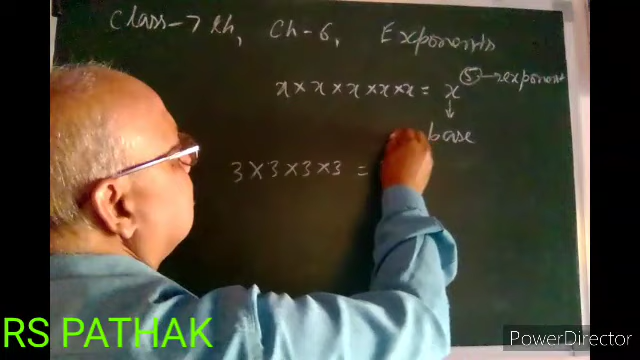 Class-7th, Ch-6, Exponents
x × x × x × x × x = x⁵ → exponent
↓
base
3 × 3 × 3 × 3 =
RS PATHAK
PowerDirector